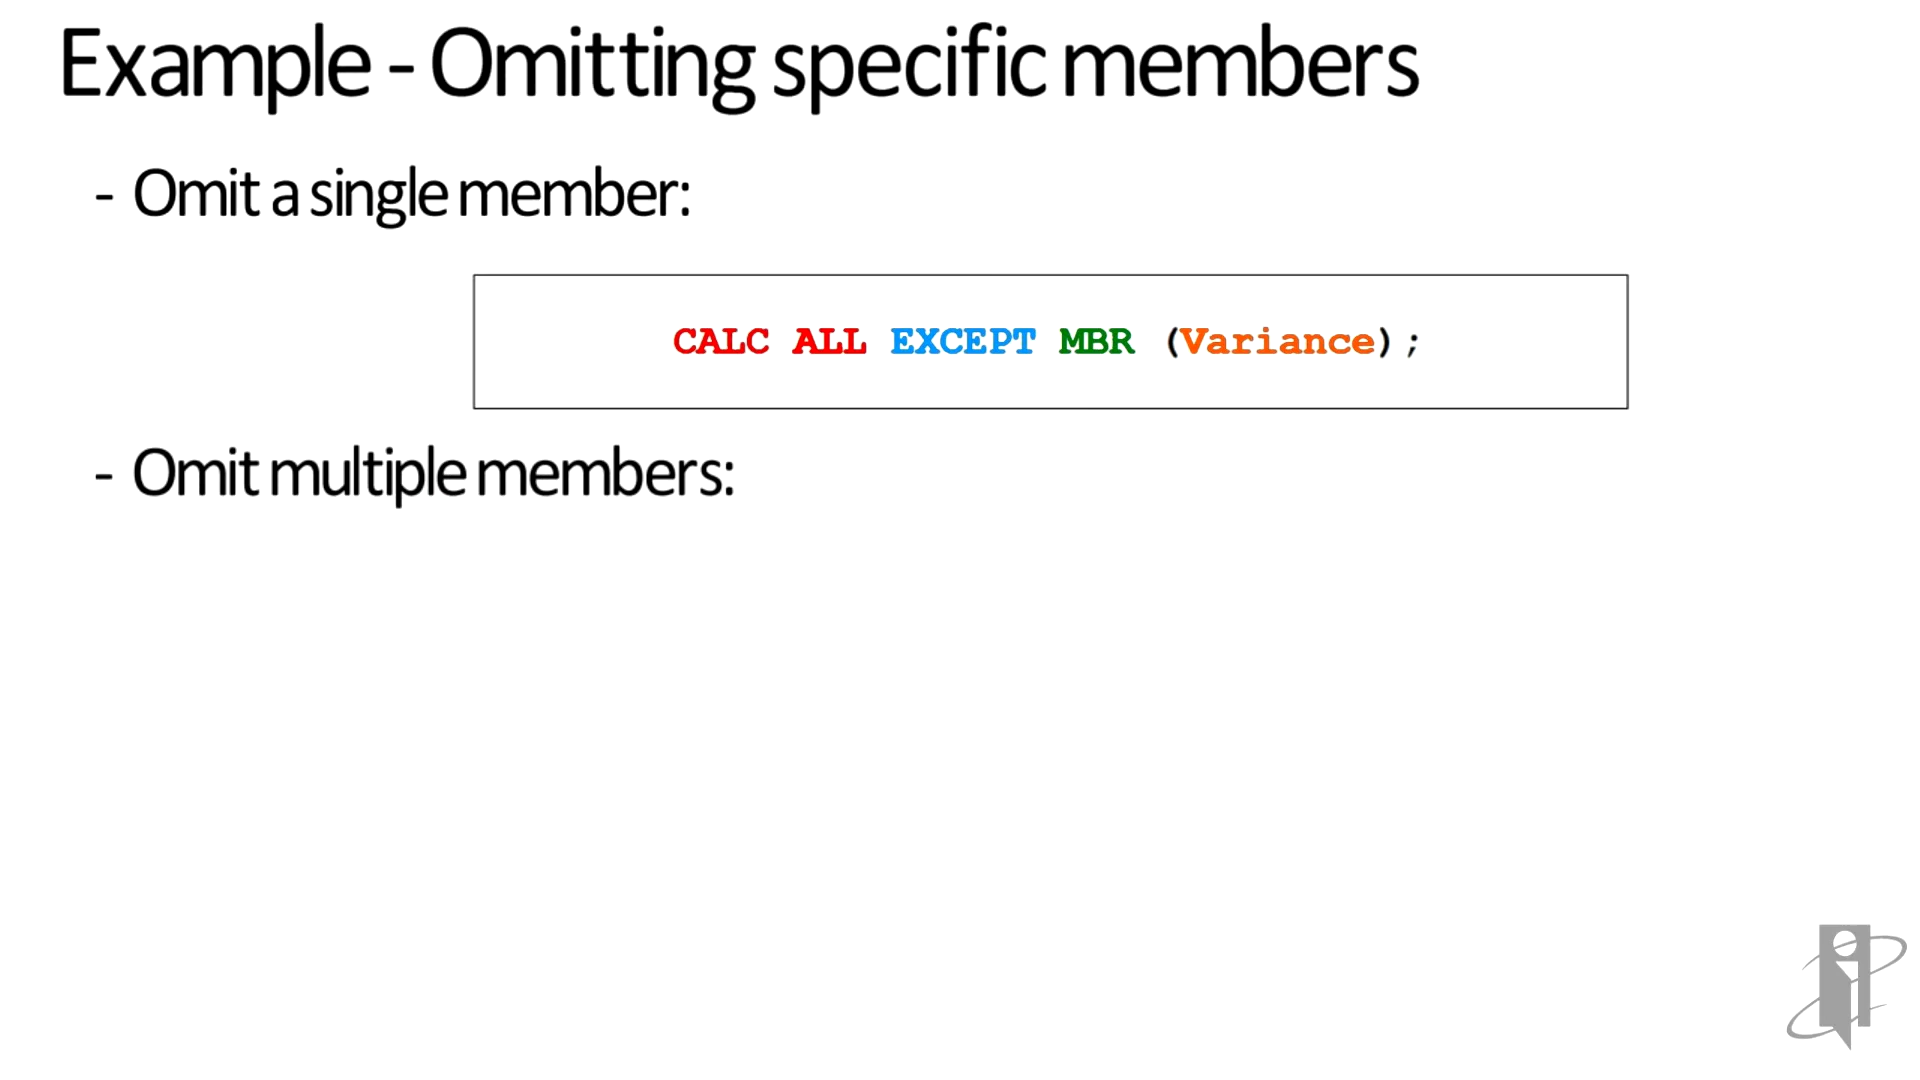 Example - Omitting specific members
- Omit a single member:
CALC ALL EXCEPT MBR (Variance);
- Omit multiple members: